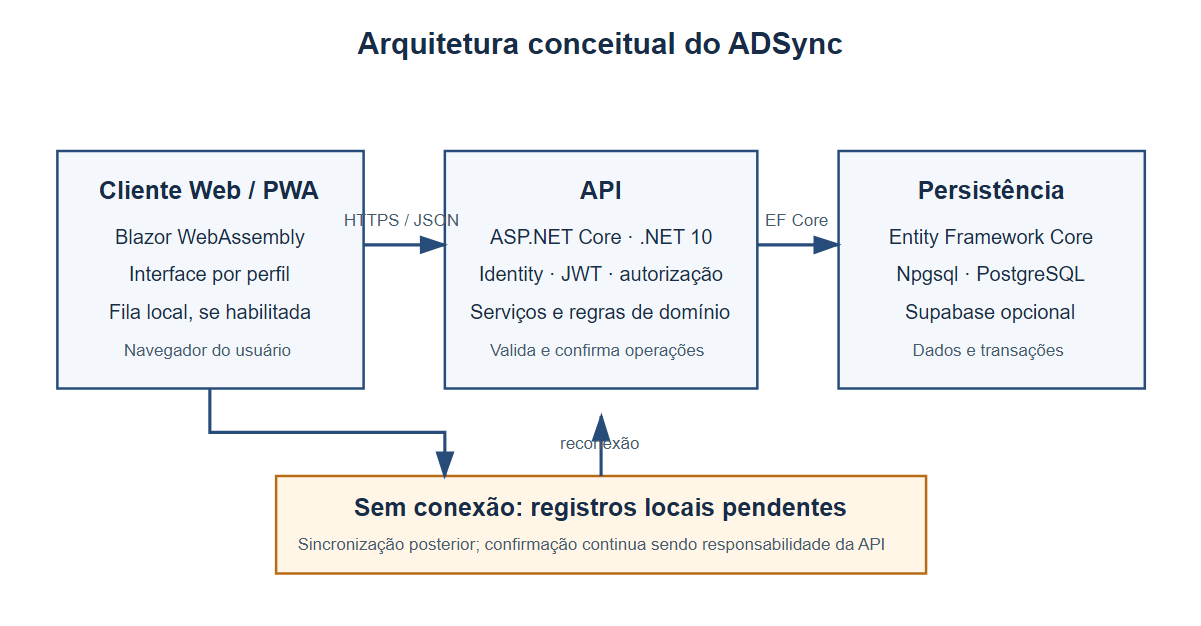 Arquitetura conceitual do ADSync
Cliente Web / PWA
Blazor WebAssembly
Interface por perfil
Fila local, se habilitada
Navegador do usuário
HTTPS / JSON
API
ASP.NET Core · .NET 10
Identity · JWT · autorização
Serviços e regras de domínio
Valida e confirma operações
EF Core
Persistência
Entity Framework Core
Npgsql · PostgreSQL
Supabase opcional
Dados e transações
reconexão
Sem conexão: registros locais pendentes
Sincronização posterior; confirmação continua sendo responsabilidade da API